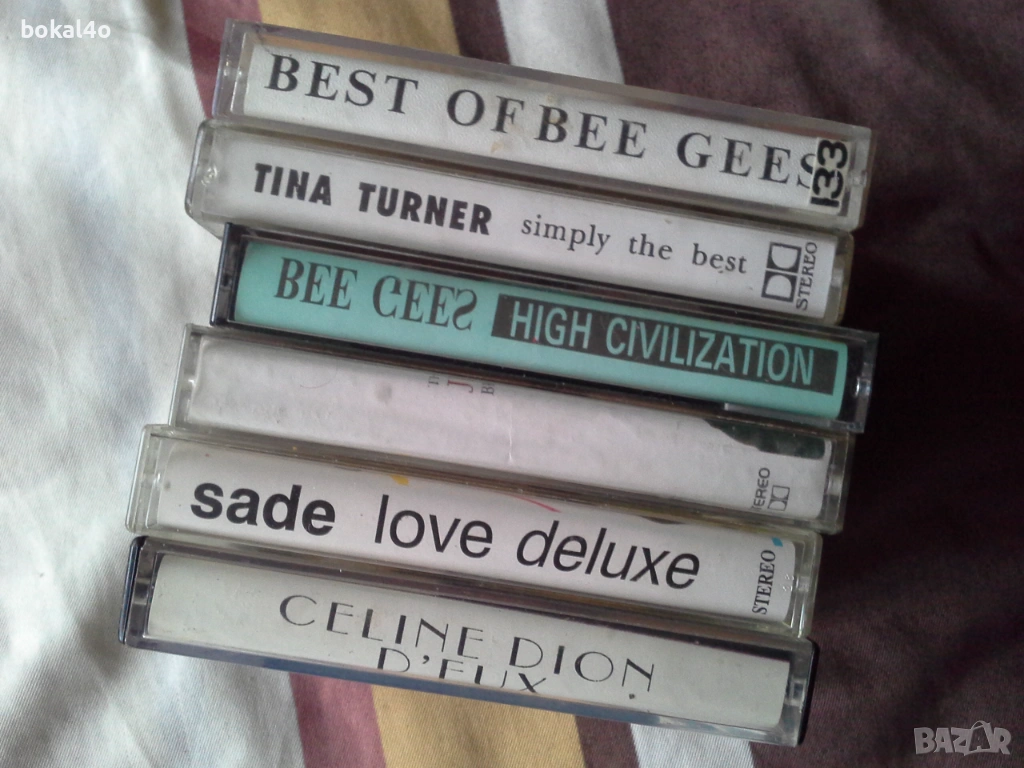 bokal4o
BEST OF BEE GEES
133
TINA TURNER simply the best
STEREO
BEE GEES HIGH CIVILIZATION
STEREO
sade love deluxe
STEREO
CELINE DION
D'EUX
BAZAR